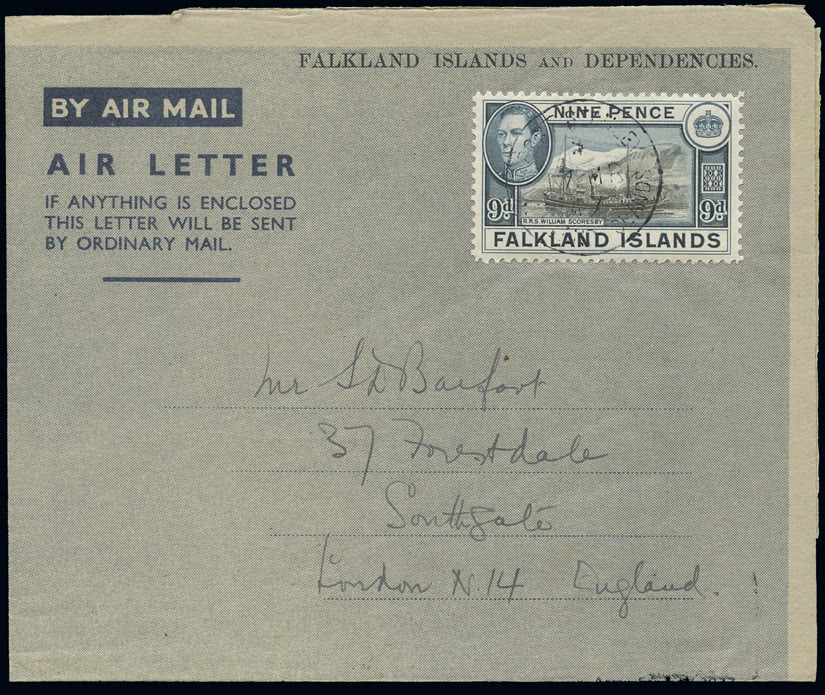 FALKLAND ISLANDS AND DEPENDENCIES.
BY AIR MAIL
AIR LETTER
IF ANYTHING IS ENCLOSED
THIS LETTER WILL BE SENT
BY ORDINARY MAIL.
NINE PENCE
9d 9d
R.R.S. WILLIAM SCORESBY
FALKLAND ISLANDS
Mr S D Barfoot
37 Forestdale
Southgate
London N.14 England.